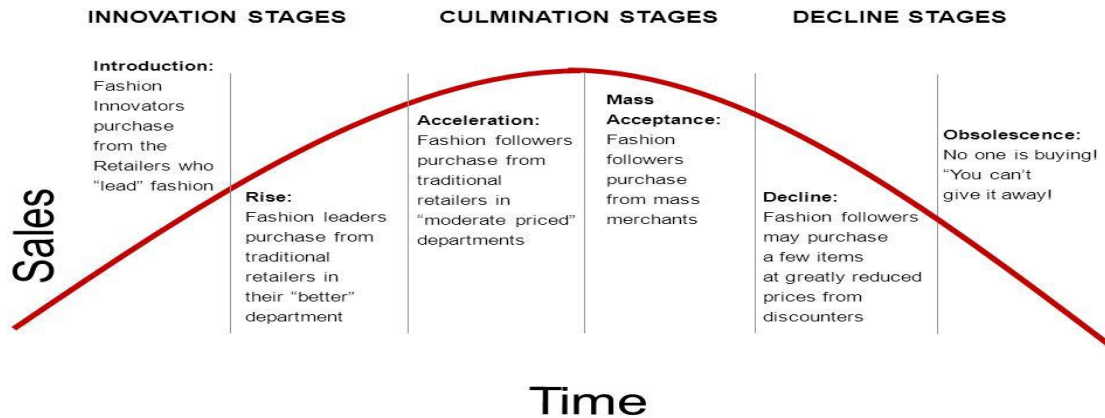 INNOVATION STAGES
CULMINATION STAGES
DECLINE STAGES
Introduction:
Fashion
Innovators
purchase
from the
Retailers who
“lead” fashion
Rise:
Fashion leaders
purchase from
traditional
retailers in
their “better”
department
Acceleration:
Fashion followers
purchase from
traditional
retailers in
“moderate priced”
departments
Mass
Acceptance:
Fashion
followers
purchase
from mass
merchants
Decline:
Fashion followers
may purchase
a few items
at greatly reduced
prices from
discounters
Obsolescence:
No one is buying!
“You can’t
give it away!
Sales
Time